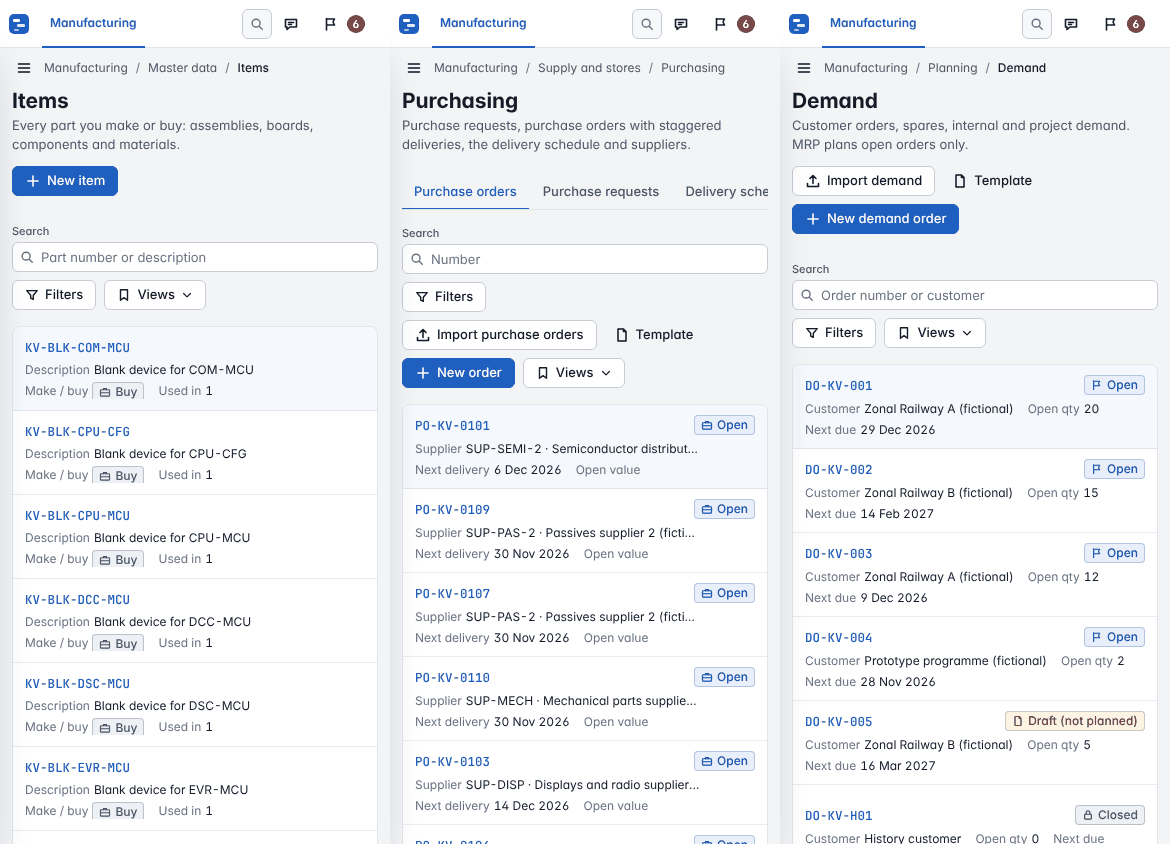 Manufacturing
6
Manufacturing / Master data / Items
Items
Every part you make or buy: assemblies, boards,
components and materials.
New item
Search
Part number or description
Filters
Views
KV-BLK-COM-MCU
Description Blank device for COM-MCU
Make / buy Buy Used in 1
KV-BLK-CPU-CFG
Description Blank device for CPU-CFG
Make / buy Buy Used in 1
KV-BLK-CPU-MCU
Description Blank device for CPU-MCU
Make / buy Buy Used in 1
KV-BLK-DCC-MCU
Description Blank device for DCC-MCU
Make / buy Buy Used in 1
KV-BLK-DSC-MCU
Description Blank device for DSC-MCU
Make / buy Buy Used in 1
KV-BLK-EVR-MCU
Description Blank device for EVR-MCU
Make / buy Buy Used in 1
Manufacturing
6
Manufacturing / Supply and stores / Purchasing
Purchasing
Purchase requests, purchase orders with staggered
deliveries, the delivery schedule and suppliers.
Purchase orders Purchase requests Delivery sche
Search
Number
Filters
Import purchase orders Template
New order Views
PO-KV-0101 Open
Supplier SUP-SEMI-2 · Semiconductor distribut...
Next delivery 6 Dec 2026 Open value
PO-KV-0109 Open
Supplier SUP-PAS-2 · Passives supplier 2 (ficti...
Next delivery 30 Nov 2026 Open value
PO-KV-0107 Open
Supplier SUP-PAS-2 · Passives supplier 2 (ficti...
Next delivery 30 Nov 2026 Open value
PO-KV-0110 Open
Supplier SUP-MECH · Mechanical parts supplie...
Next delivery 30 Nov 2026 Open value
PO-KV-0103 Open
Supplier SUP-DISP · Displays and radio supplier...
Next delivery 14 Dec 2026 Open value
Manufacturing
6
Manufacturing / Planning / Demand
Demand
Customer orders, spares, internal and project demand.
MRP plans open orders only.
Import demand Template
New demand order
Search
Order number or customer
Filters Views
DO-KV-001 Open
Customer Zonal Railway A (fictional) Open qty 20
Next due 29 Dec 2026
DO-KV-002 Open
Customer Zonal Railway B (fictional) Open qty 15
Next due 14 Feb 2027
DO-KV-003 Open
Customer Zonal Railway A (fictional) Open qty 12
Next due 9 Dec 2026
DO-KV-004 Open
Customer Prototype programme (fictional) Open qty 2
Next due 28 Nov 2026
DO-KV-005 Draft (not planned)
Customer Zonal Railway B (fictional) Open qty 5
Next due 16 Mar 2027
DO-KV-H01 Closed
Customer History customer Open qty 0 Next due